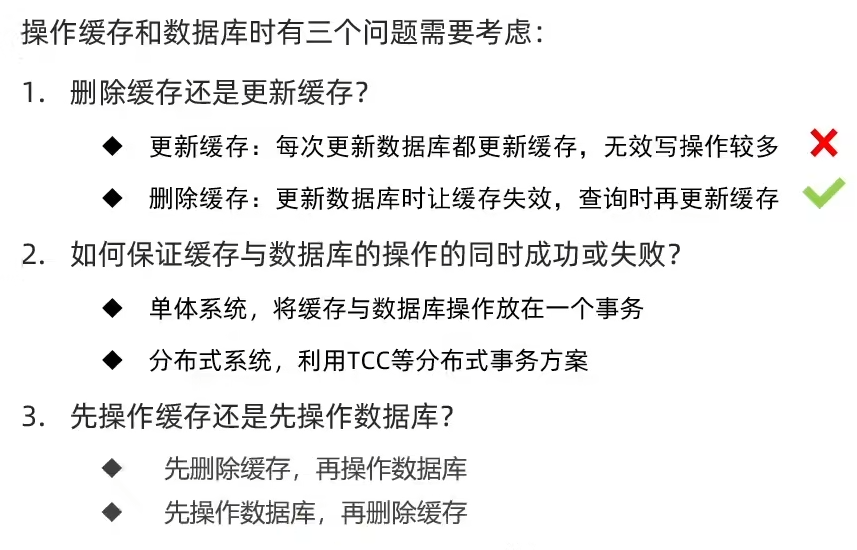 操作缓存和数据库时有三个问题需要考虑：
1. 删除缓存还是更新缓存？
◆ 更新缓存：每次更新数据库都更新缓存，无效写操作较多
◆ 删除缓存：更新数据库时让缓存失效，查询时再更新缓存
2. 如何保证缓存与数据库的操作的同时成功或失败？
◆ 单体系统，将缓存与数据库操作放在一个事务
◆ 分布式系统，利用TCC等分布式事务方案
3. 先操作缓存还是先操作数据库？
◆ 先删除缓存，再操作数据库
◆ 先操作数据库，再删除缓存